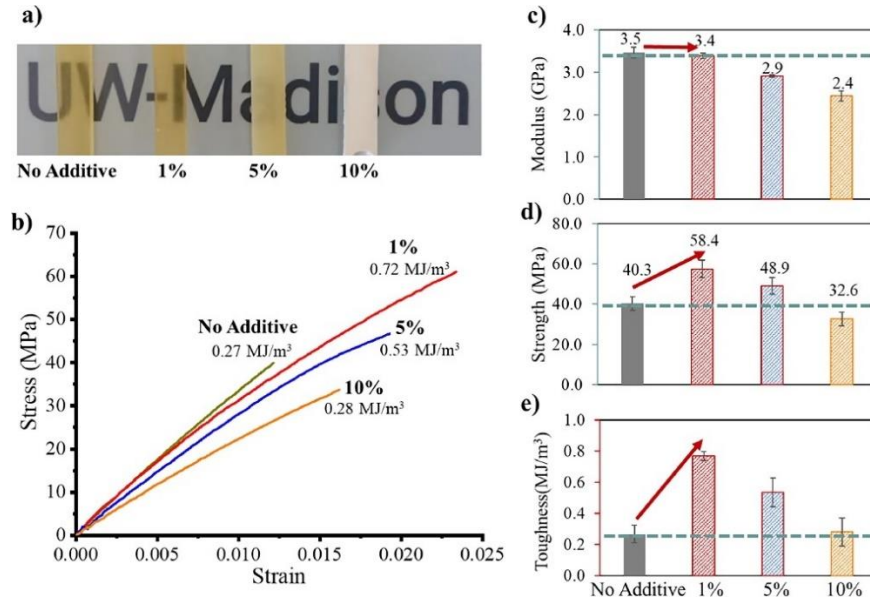 a)
UW-Madison
No Additive 1% 5% 10%
b)
Stress (MPa)
70
60
50
40
30
20
10
0
1%
0.72 MJ/m³
No Additive
0.27 MJ/m³
5%
0.53 MJ/m³
10%
0.28 MJ/m³
0.000 0.005 0.010 0.015 0.020 0.025
Strain
c)
Modulus (GPa)
4.0
3.0
2.0
1.0
0.0
3.5 3.4 2.9 2.4
d)
Strength (MPa)
80.0
60.0
40.0
20.0
0.0
40.3 58.4 48.9 32.6
e)
Toughness(MJ/m³)
1.0
0.8
0.6
0.4
0.2
0.0
No Additive 1% 5% 10%